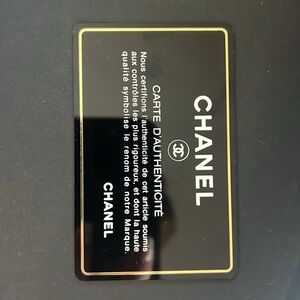 CHANEL
CARTE D'AUTHENTICITÉ
Nous certifions l'authenticité de cet article soumis
aux contrôles les plus rigoureux, et dont la haute
qualité symbolise le renom de notre Marque.
CHANEL